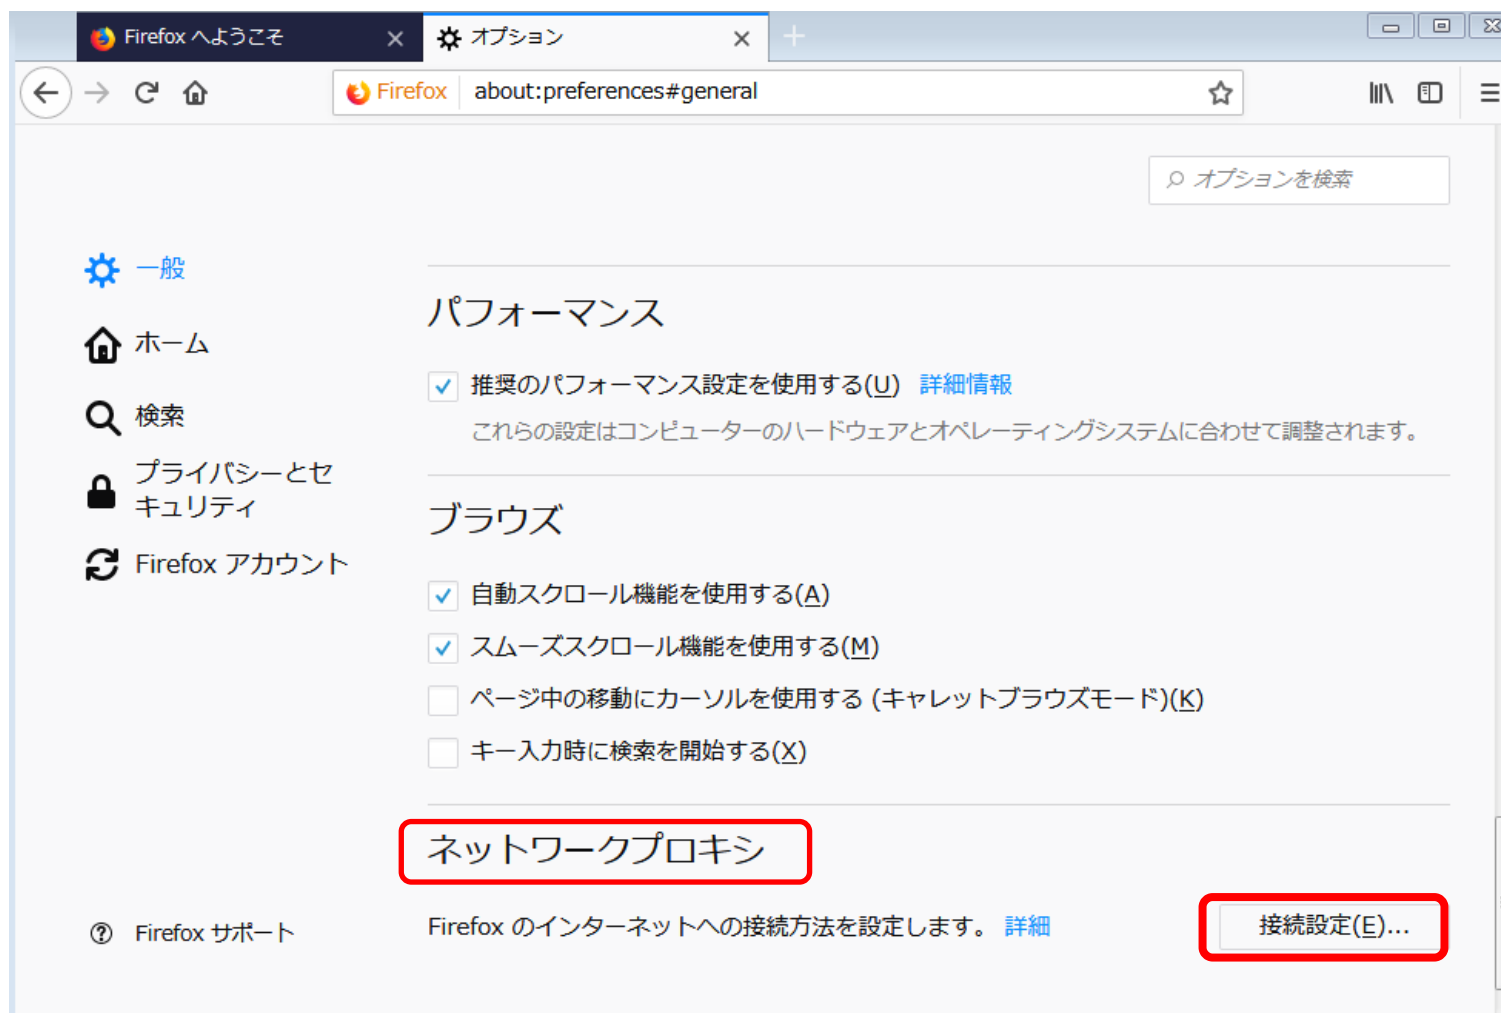 Firefox へようこそ
オプション
Firefox about:preferences#general
オプションを検索
一般
ホーム
検索
プライバシーとセ
キュリティ
Firefox アカウント
Firefox サポート
パフォーマンス
推奨のパフォーマンス設定を使用する(U) 詳細情報
これらの設定はコンピューターのハードウェアとオペレーティングシステムに合わせて調整されます。
ブラウズ
自動スクロール機能を使用する(A)
スムーズスクロール機能を使用する(M)
ページ中の移動にカーソルを使用する (キャレットブラウズモード)(K)
キー入力時に検索を開始する(X)
ネットワークプロキシ
Firefox のインターネットへの接続方法を設定します。 詳細
接続設定(E)...